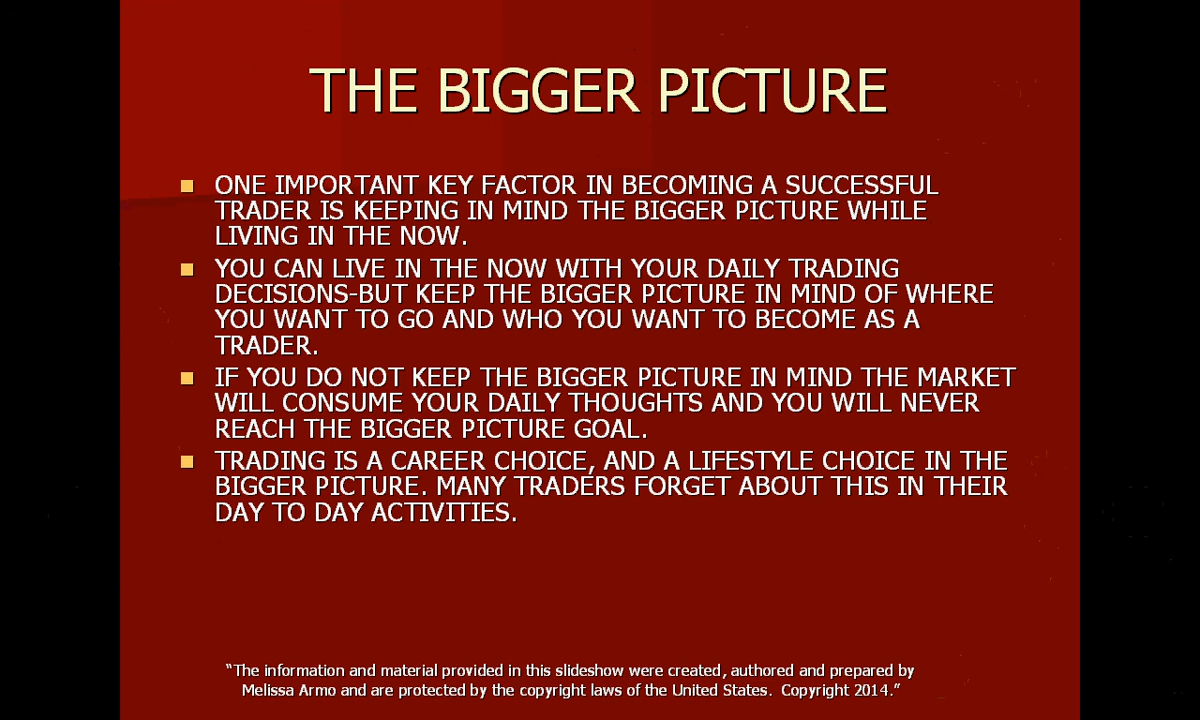 THE BIGGER PICTURE
ONE IMPORTANT KEY FACTOR IN BECOMING A SUCCESSFUL
TRADER IS KEEPING IN MIND THE BIGGER PICTURE WHILE
LIVING IN THE NOW.
YOU CAN LIVE IN THE NOW WITH YOUR DAILY TRADING
DECISIONS-BUT KEEP THE BIGGER PICTURE IN MIND OF WHERE
YOU WANT TO GO AND WHO YOU WANT TO BECOME AS A
TRADER.
IF YOU DO NOT KEEP THE BIGGER PICTURE IN MIND THE MARKET
WILL CONSUME YOUR DAILY THOUGHTS AND YOU WILL NEVER
REACH THE BIGGER PICTURE GOAL.
TRADING IS A CAREER CHOICE, AND A LIFESTYLE CHOICE IN THE
BIGGER PICTURE. MANY TRADERS FORGET ABOUT THIS IN THEIR
DAY TO DAY ACTIVITIES.
“The information and material provided in this slideshow were created, authored and prepared by
Melissa Armo and are protected by the copyright laws of the United States. Copyright 2014.”